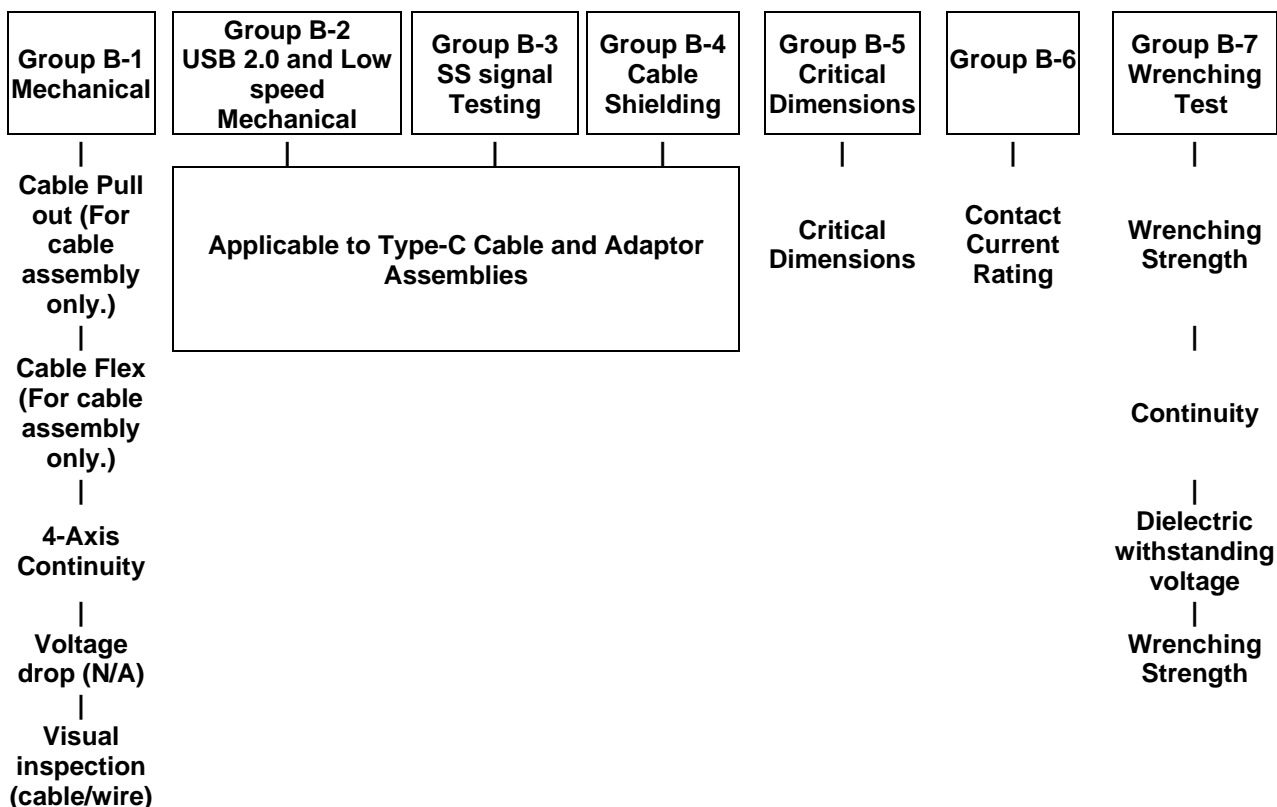 Group B-1
Mechanical
Group B-2
USB 2.0 and Low
speed
Mechanical
Group B-3
SS signal
Testing
Group B-4
Cable
Shielding
Group B-5
Critical
Dimensions
Group B-6
Group B-7
Wrenching
Test
Cable Pull
out (For
cable
assembly
only.)
Cable Flex
(For cable
assembly
only.)
4-Axis
Continuity
Voltage
drop (N/A)
Visual
inspection
(cable/wire)
Applicable to Type-C Cable and Adaptor
Assemblies
Critical
Dimensions
Contact
Current
Rating
Wrenching
Strength
Continuity
Dielectric
withstanding
voltage
Wrenching
Strength